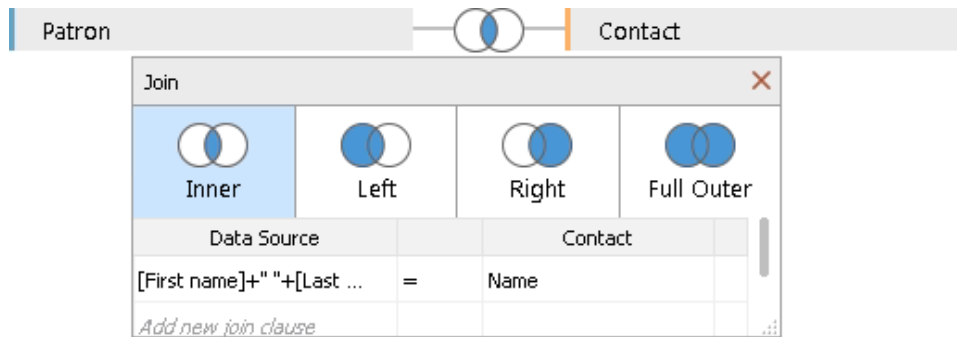 Patron Contact
Join
Inner Left Right Full Outer
Data Source Contact
[First name]+" "+[Last ... = Name
Add new join clause